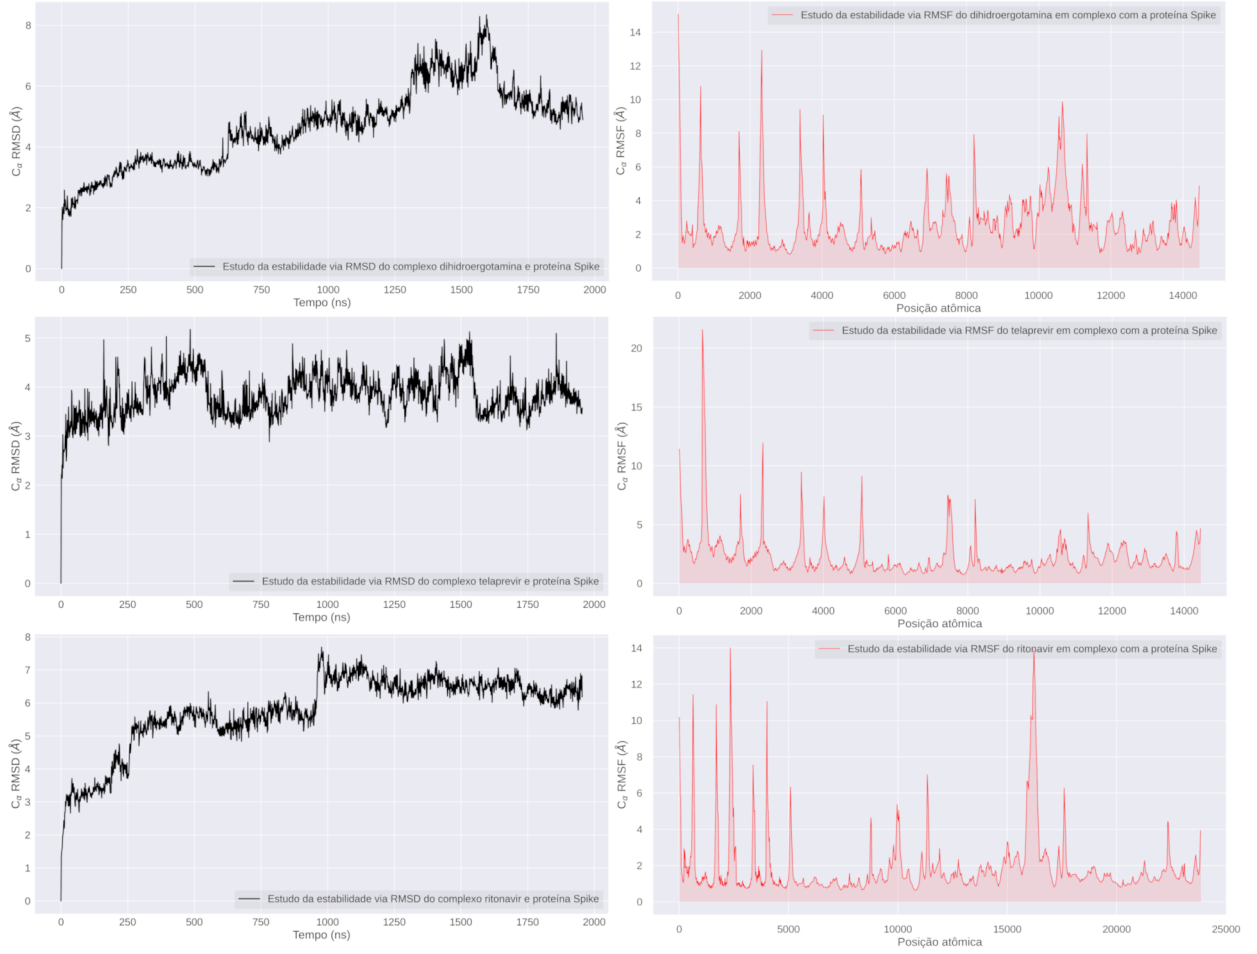 Estudo da estabilidade via RMSF do dihidroergotamina em complexo com a proteína Spike
Cα RMSD (Å)
8
6
4
2
0
Estudo da estabilidade via RMSD do complexo dihidroergotamina e proteína Spike
0 250 500 750 1000 1250 1500 1750 2000
Tempo (ns)
Cα RMSF (Å)
14
12
10
8
6
4
2
0
0 2000 4000 6000 8000 10000 12000 14000
Posição atômica
Cα RMSD (Å)
5
4
3
2
1
0
Estudo da estabilidade via RMSD do complexo telaprevir e proteína Spike
0 250 500 750 1000 1250 1500 1750 2000
Tempo (ns)
Estudo da estabilidade via RMSF do telaprevir em complexo com a proteína Spike
Cα RMSF (Å)
20
15
10
5
0
0 2000 4000 6000 8000 10000 12000 14000
Posição atômica
Cα RMSD (Å)
8
7
6
5
4
3
2
1
0
Estudo da estabilidade via RMSD do complexo ritonavir e proteína Spike
0 250 500 750 1000 1250 1500 1750 2000
Tempo (ns)
Estudo da estabilidade via RMSF do ritonavir em complexo com a proteína Spike
Cα RMSF (Å)
14
12
10
8
6
4
2
0
0 5000 10000 15000 20000 25000
Posição atômica